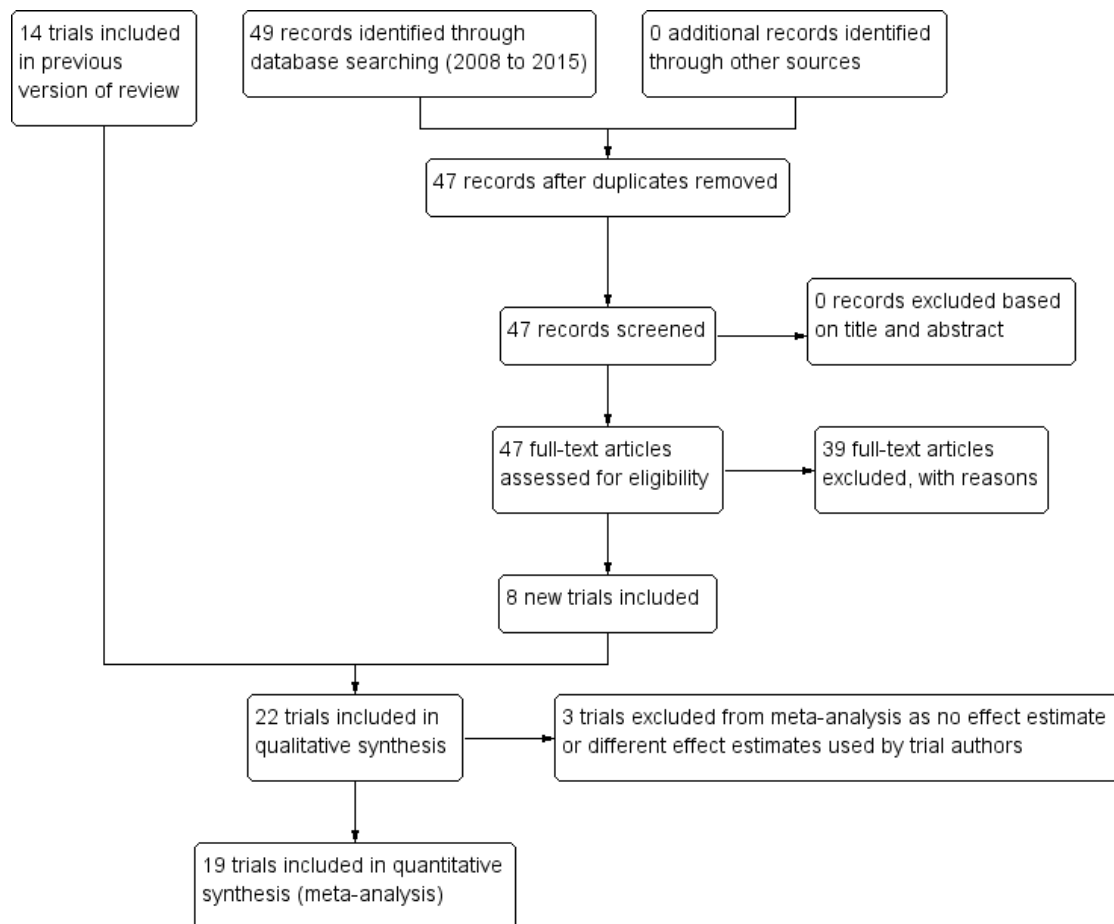 14 trials included
in previous
version of review
49 records identified through
database searching (2008 to 2015)
0 additional records identified
through other sources
47 records after duplicates removed
47 records screened
0 records excluded based
on title and abstract
47 full-text articles
assessed for eligibility
39 full-text articles
excluded, with reasons
8 new trials included
22 trials included in
qualitative synthesis
3 trials excluded from meta-analysis as no effect estimate
or different effect estimates used by trial authors
19 trials included in quantitative
synthesis (meta-analysis)